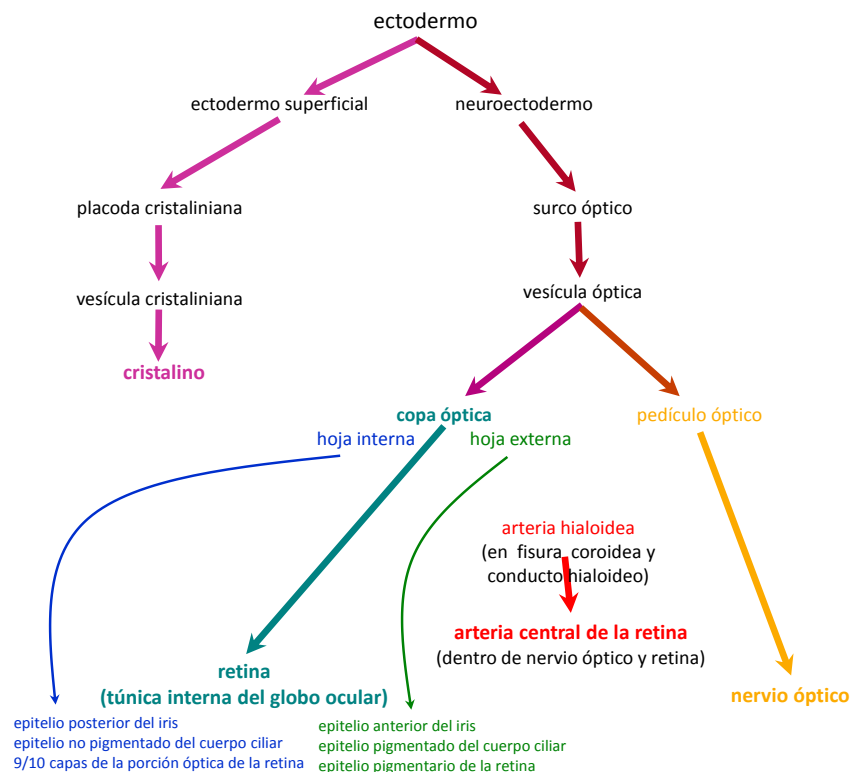 ectodermo
ectodermo superficial
neuroectodermo
placoda cristaliniana
surco óptico
vesícula cristaliniana
vesícula óptica
cristalino
copa óptica
pedículo óptico
hoja interna
hoja externa
arteria hialoidea
(en fisura coroidea y
conducto hialoideo)
arteria central de la retina
(dentro de nervio óptico y retina)
retina
(túnica interna del globo ocular)
nervio óptico
epitelio posterior del iris
epitelio no pigmentado del cuerpo ciliar
9/10 capas de la porción óptica de la retina
epitelio anterior del iris
epitelio pigmentado del cuerpo ciliar
epitelio pigmentario de la retina